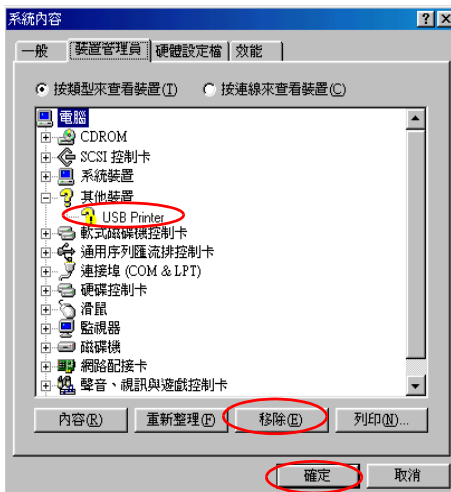 系統內容
一般 裝置管理員 硬體設定檔 效能
按類型來查看裝置(T) 按連線來查看裝置(C)
電腦
CDROM
SCSI 控制卡
系統裝置
其他裝置
USB Printer
軟式磁碟機控制卡
通用序列匯流排控制卡
連接埠 (COM & LPT)
硬碟控制卡
滑鼠
監視器
磁碟機
網路配接卡
聲音、視訊與遊戲控制卡
內容(R) 重新整理(F) 移除(E) 列印(N)...
確定 取消